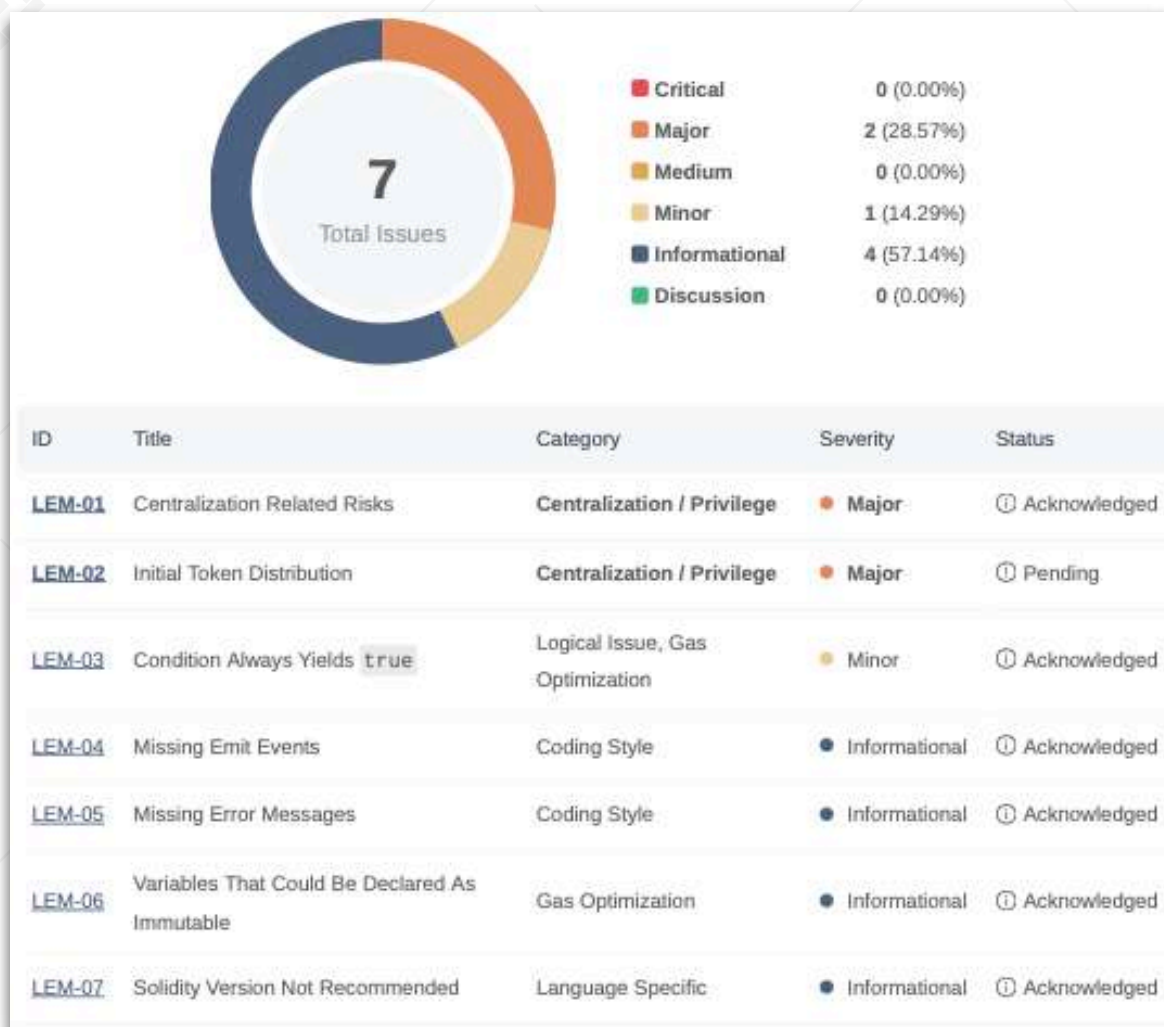 7
Total Issues
Critical 0 (0.00%)
Major 2 (28.57%)
Medium 0 (0.00%)
Minor 1 (14.29%)
Informational 4 (57.14%)
Discussion 0 (0.00%)
ID Title Category Severity Status
LEM-01 Centralization Related Risks Centralization / Privilege Major Acknowledged
LEM-02 Initial Token Distribution Centralization / Privilege Major Pending
LEM-03 Condition Always Yields true Logical Issue, Gas
Optimization Minor Acknowledged
LEM-04 Missing Emit Events Coding Style Informational Acknowledged
LEM-05 Missing Error Messages Coding Style Informational Acknowledged
LEM-06 Variables That Could Be Declared As
Immutable Gas Optimization Informational Acknowledged
LEM-07 Solidity Version Not Recommended Language Specific Informational Acknowledged